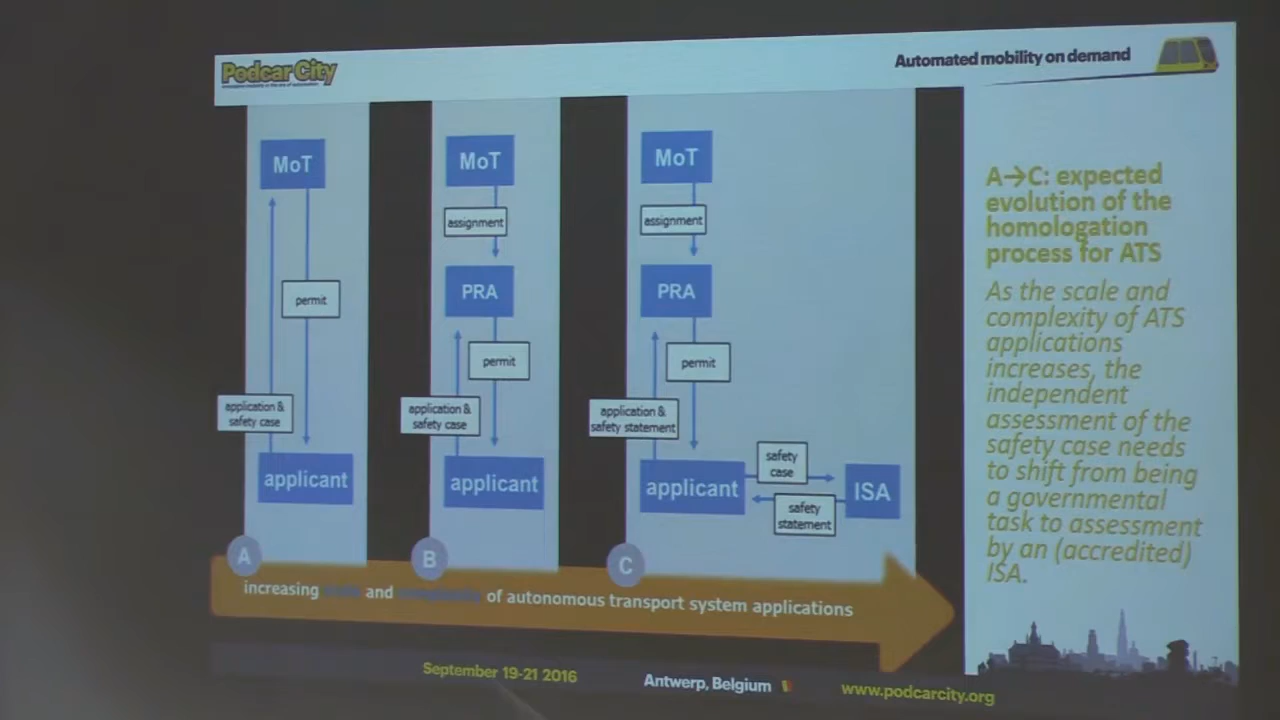 Podcar City
Automated mobility on demand
MoT
permit
application &
safety case
applicant
A
MoT
assignment
PRA
permit
application &
safety case
applicant
B
MoT
assignment
PRA
permit
application &
safety statement
applicant
safety
case
safety
statement
ISA
C
increasing and of autonomous transport system applications
A→C: expected
evolution of the
homologation
process for ATS
As the scale and
complexity of ATS
applications
increases, the
independent
assessment of the
safety case needs
to shift from being
a governmental
task to assessment
by an (accredited)
ISA.
September 19-21 2016
Antwerp, Belgium
www.podcarcity.org